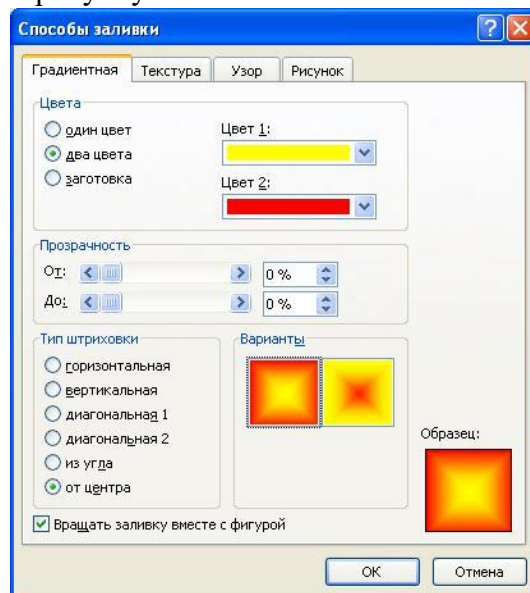 Способы заливки
Градиентная Текстура Узор Рисунок
Цвета
один цвет
два цвета
заготовка
Цвет 1:
Цвет 2:
Прозрачность
От: 0 %
До: 0 %
Тип штриховки
горизонтальная
вертикальная
диагональная 1
диагональная 2
из угла
от центра
Варианты
Образец:
Вращать заливку вместе с фигурой
ОК Отмена